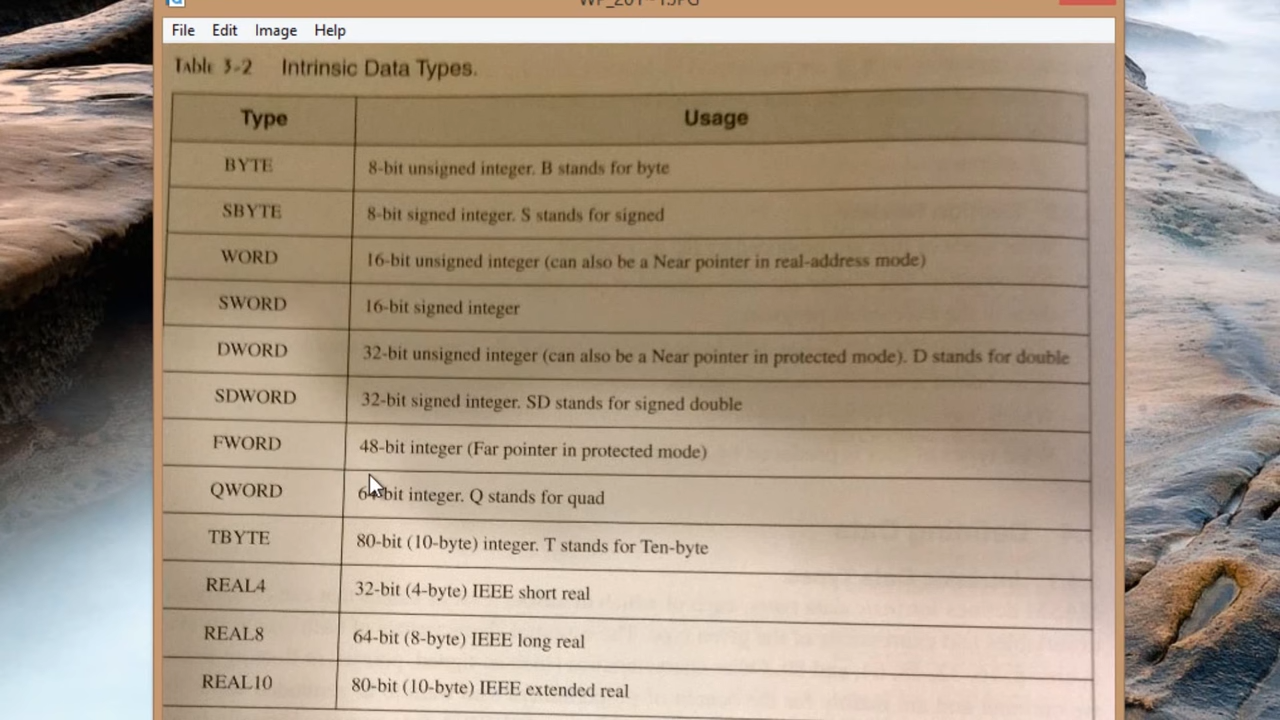 File Edit Image Help
Table 3-2 Intrinsic Data Types.
Type Usage
BYTE 8-bit unsigned integer. B stands for byte
SBYTE 8-bit signed integer. S stands for signed
WORD 16-bit unsigned integer (can also be a Near pointer in real-address mode)
SWORD 16-bit signed integer
DWORD 32-bit unsigned integer (can also be a Near pointer in protected mode). D stands for double
SDWORD 32-bit signed integer. SD stands for signed double
FWORD 48-bit integer (Far pointer in protected mode)
QWORD 64-bit integer. Q stands for quad
TBYTE 80-bit (10-byte) integer. T stands for Ten-byte
REAL4 32-bit (4-byte) IEEE short real
REAL8 64-bit (8-byte) IEEE long real
REAL10 80-bit (10-byte) IEEE extended real